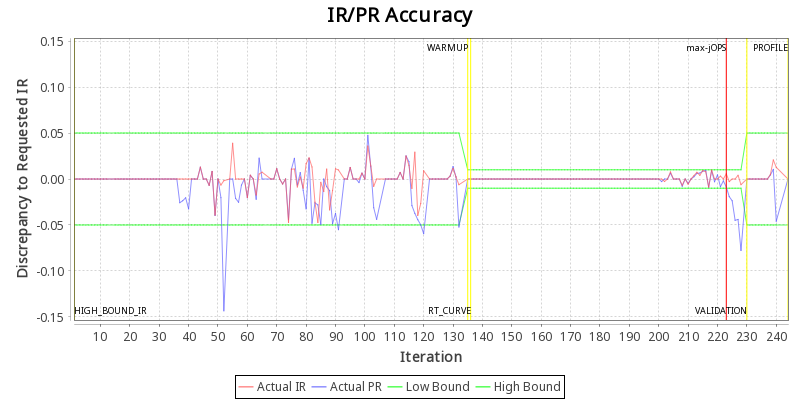 IR/PR Accuracy
Discrepancy to Requested IR
0.15
0.10
0.05
0.00
-0.05
-0.10
-0.15
WARMUP
max-jOPS
PROFILE
HIGH_BOUND_IR
RT_CURVE
VALIDATION
10 20 30 40 50 60 70 80 90 100 110 120 130 140 150 160 170 180 190 200 210 220 230 240
Iteration
Actual IR Actual PR Low Bound High Bound